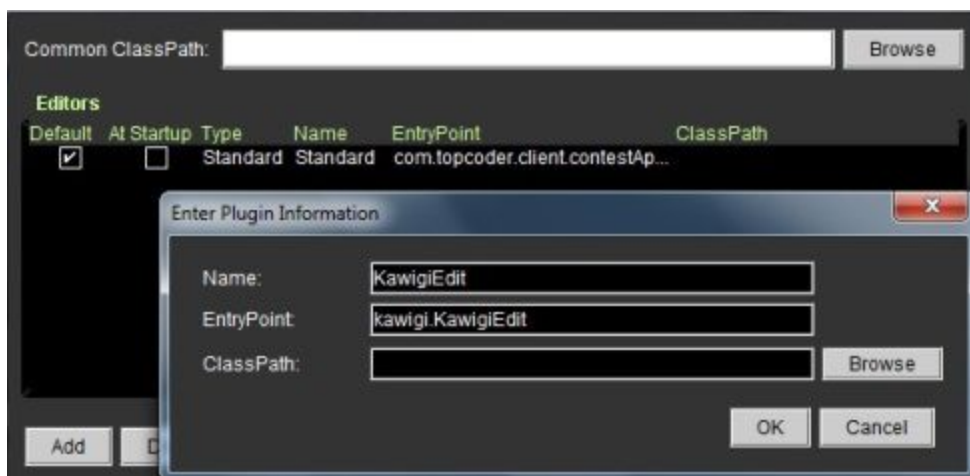 Common ClassPath: Browse
Editors
Default At Startup Type Name EntryPoint ClassPath
Standard Standard com.topcoder.client.contestAp...
Enter Plugin Information
Name: KawigiEdit
EntryPoint: kawigi.KawigiEdit
ClassPath: Browse
OK Cancel
Add D